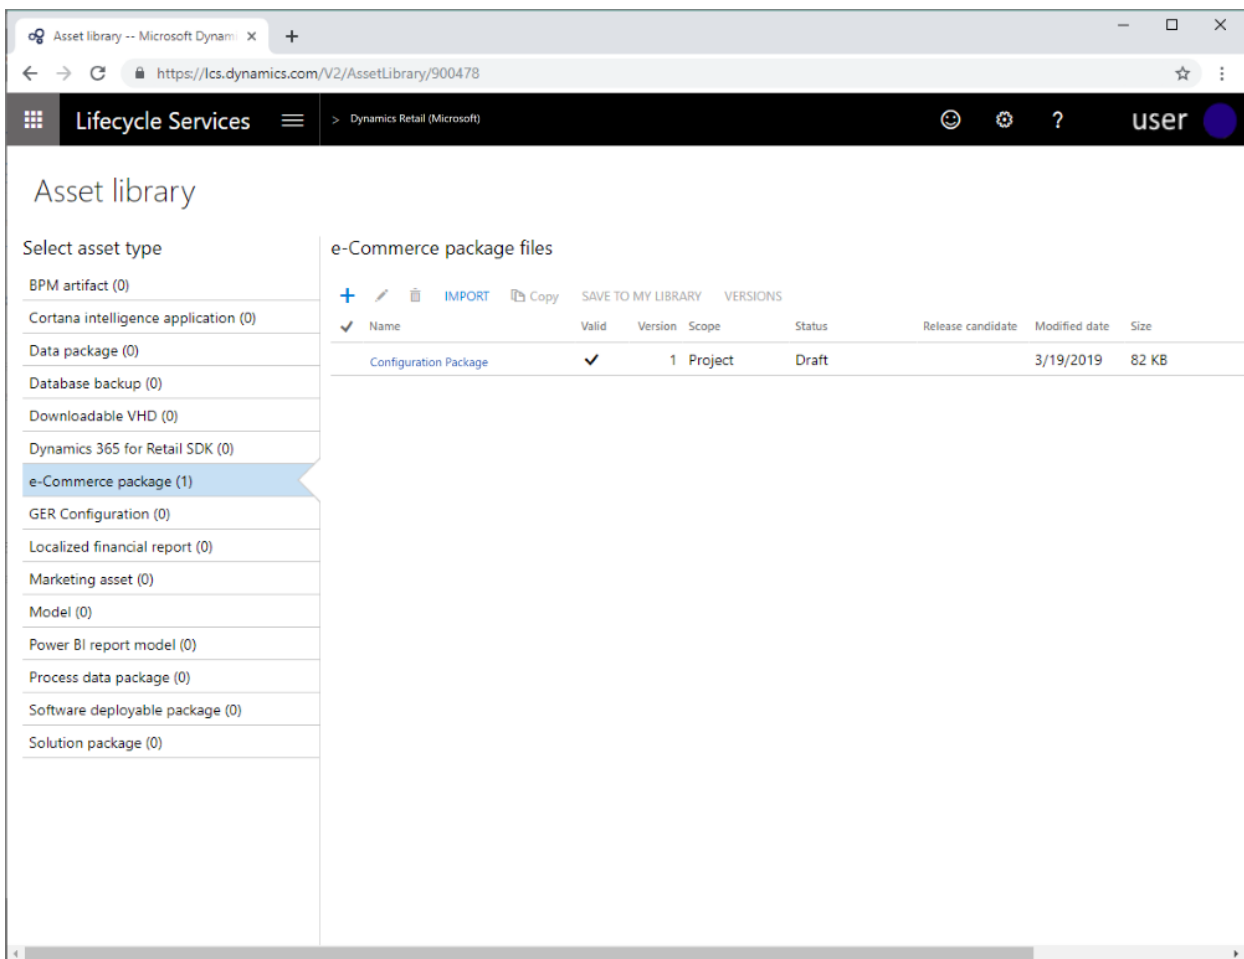 Asset library -- Microsoft Dynam
https://lcs.dynamics.com/V2/AssetLibrary/900478
Lifecycle Services > Dynamics Retail (Microsoft) ? user
Asset library
Select asset type
BPM artifact (0)
Cortana intelligence application (0)
Data package (0)
Database backup (0)
Downloadable VHD (0)
Dynamics 365 for Retail SDK (0)
e-Commerce package (1)
GER Configuration (0)
Localized financial report (0)
Marketing asset (0)
Model (0)
Power BI report model (0)
Process data package (0)
Software deployable package (0)
Solution package (0)
e-Commerce package files
IMPORT Copy SAVE TO MY LIBRARY VERSIONS
Name Valid Version Scope Status Release candidate Modified date Size
Configuration Package 1 Project Draft 3/19/2019 82 KB